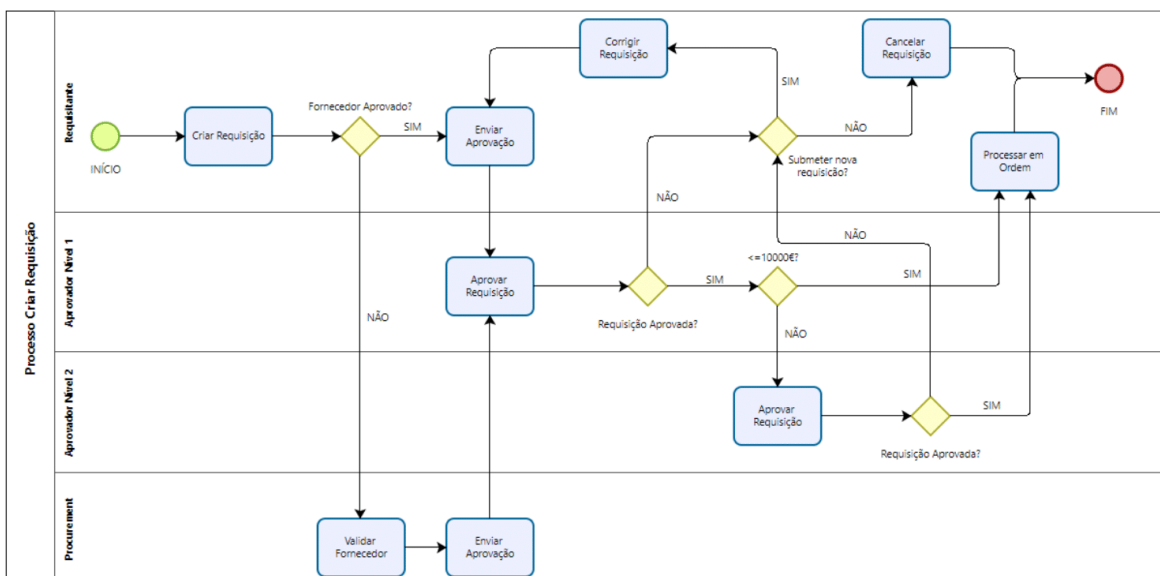 Processo Criar Requisição
Requisitante
INÍCIO
Criar Requisição
Fornecedor Aprovado?
SIM
NÃO
Enviar
Aprovação
Corrigir
Requisição
SIM
Submeter nova
requisicão?
NÃO
Cancelar
Requisição
Processar em
Ordem
FIM
Aprovador Nível 1
Aprovar
Requisição
Requisição Aprovada?
NÃO
SIM
<=10000€?
SIM
NÃO
Aprovador Nível 2
Aprovar
Requisição
Requisição Aprovada?
NÃO
SIM
Procurement
Validar
Fornecedor
Enviar
Aprovação